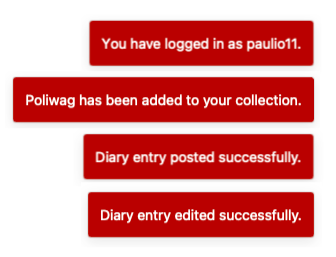 You have logged in as paulio11.
Poliwag has been added to your collection.
Diary entry posted successfully.
Diary entry edited successfully.